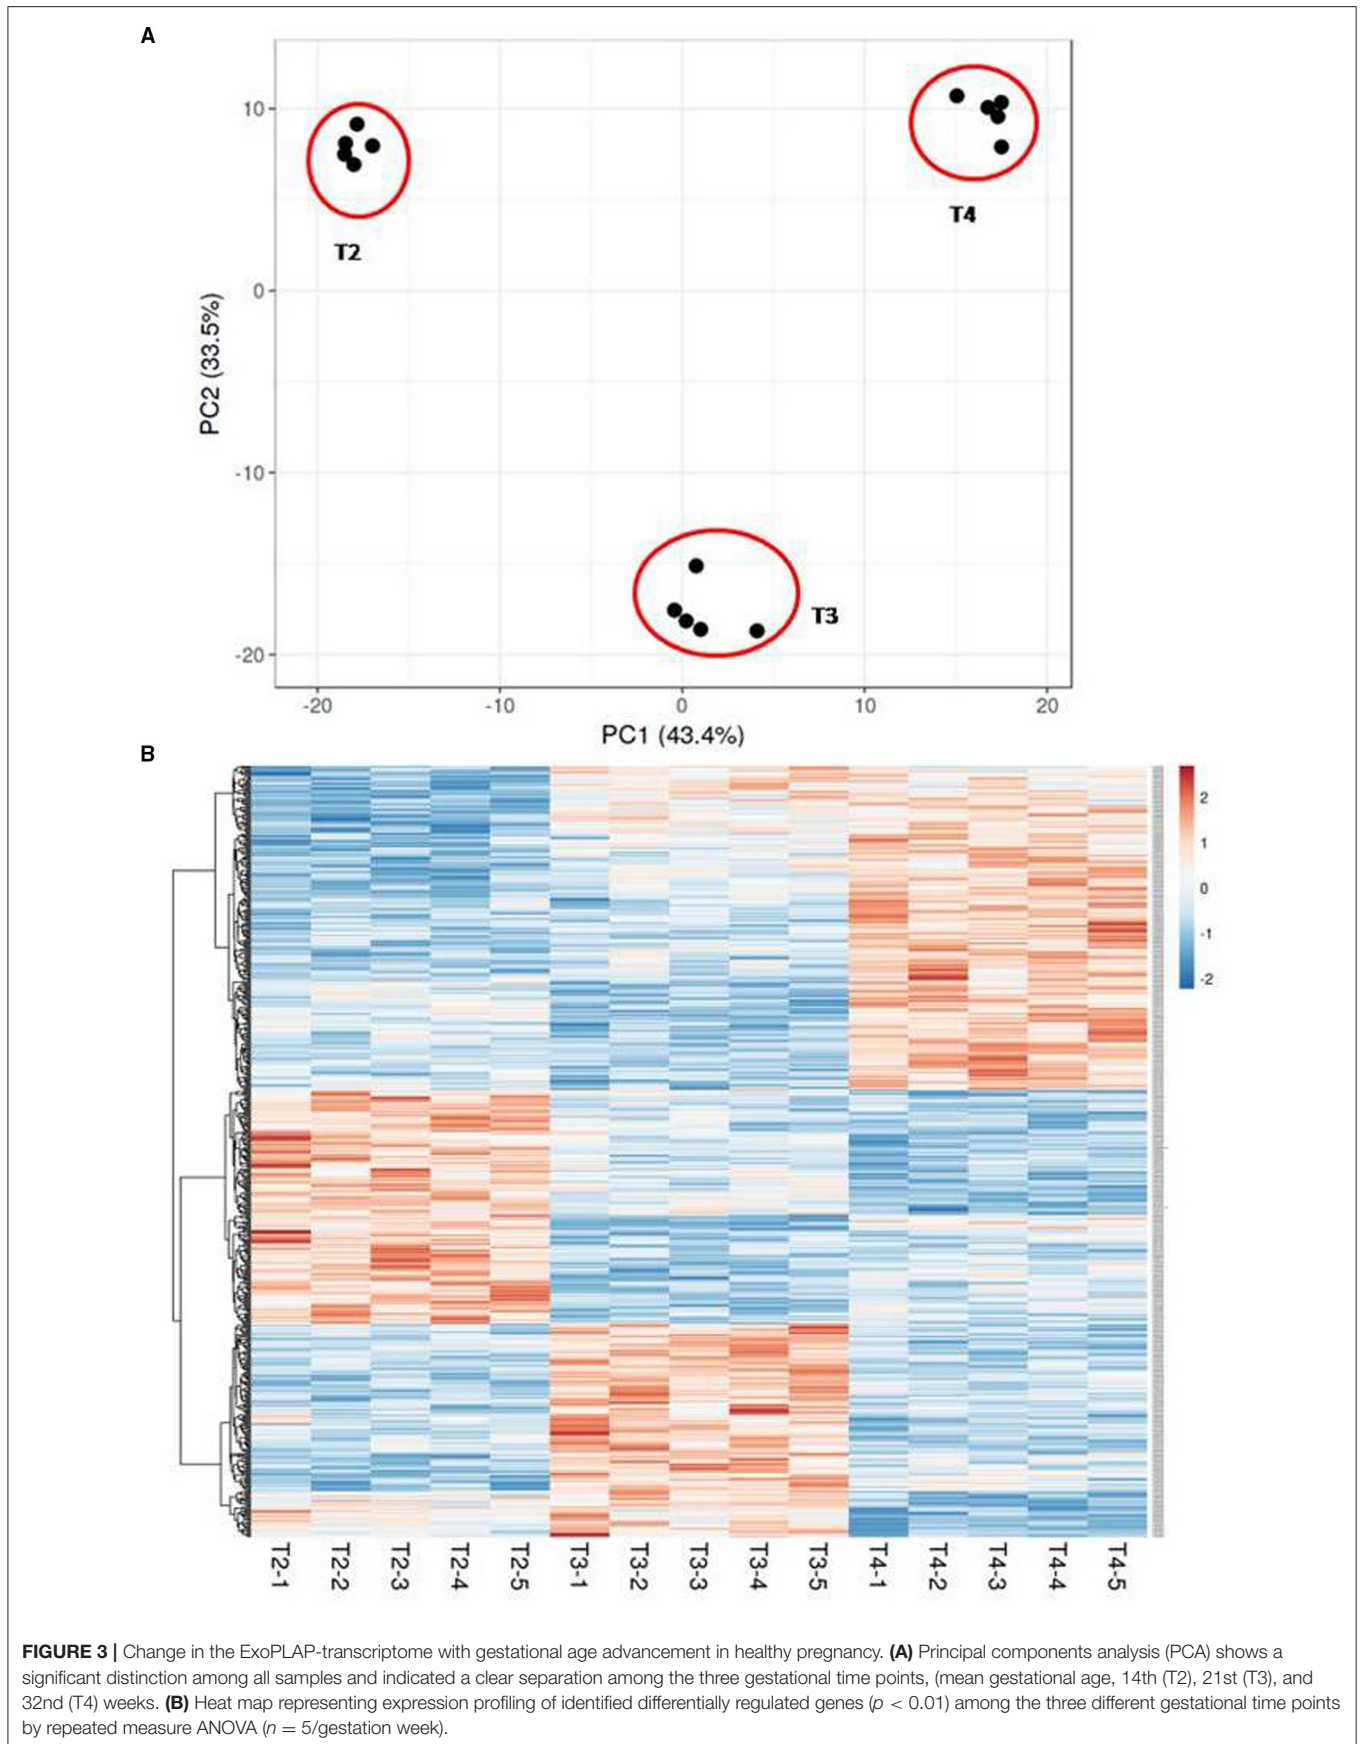 A
10
0
-10
-20
PC2 (33.5%)
T2
T4
T3
-20 -10 0 10 20
PC1 (43.4%)
B
2
1
0
-1
-2
T2-1 T2-2 T2-3 T2-4 T2-5 T3-1 T3-2 T3-3 T3-4 T3-5 T4-1 T4-2 T4-3 T4-4 T4-5
FIGURE 3 | Change in the ExoPLAP-transcriptome with gestational age advancement in healthy pregnancy. (A) Principal components analysis (PCA) shows a
significant distinction among all samples and indicated a clear separation among the three gestational time points, (mean gestational age, 14th (T2), 21st (T3), and
32nd (T4) weeks. (B) Heat map representing expression profiling of identified differentially regulated genes (p < 0.01) among the three different gestational time points
by repeated measure ANOVA (n = 5/gestation week).